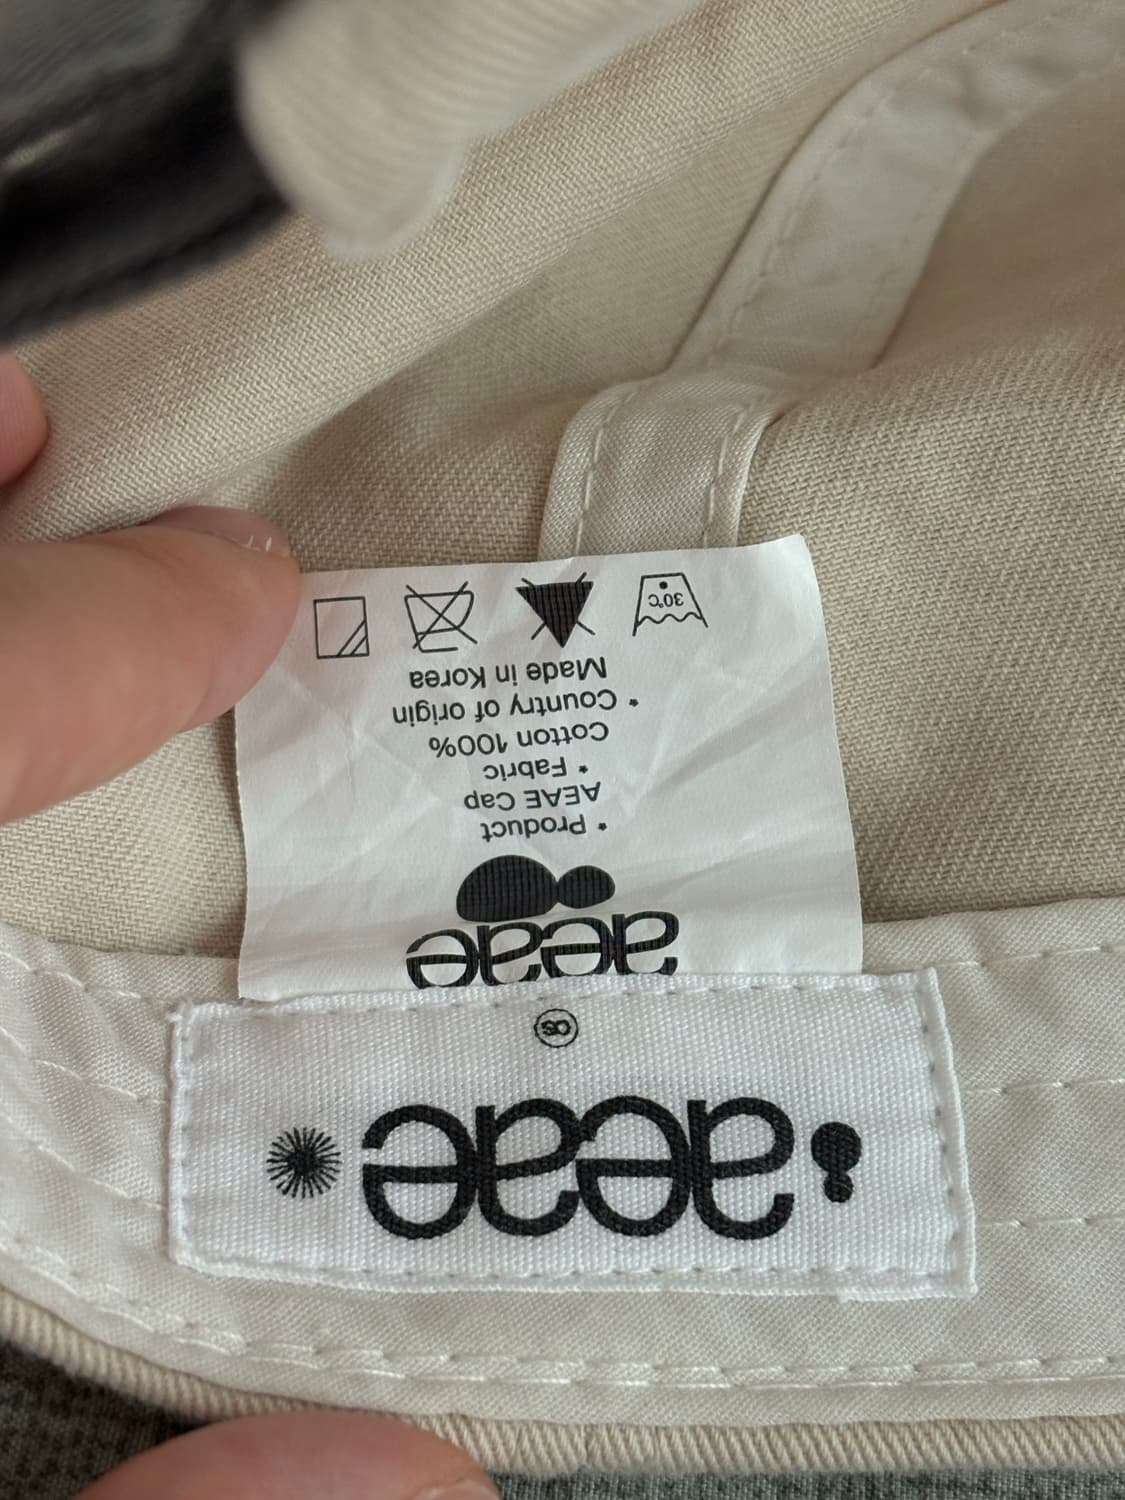 30℃
aeae
* Product
AEAE Cap
* Fabric
Cotton 100%
* Country of origin
Made in Korea
aeae
OS